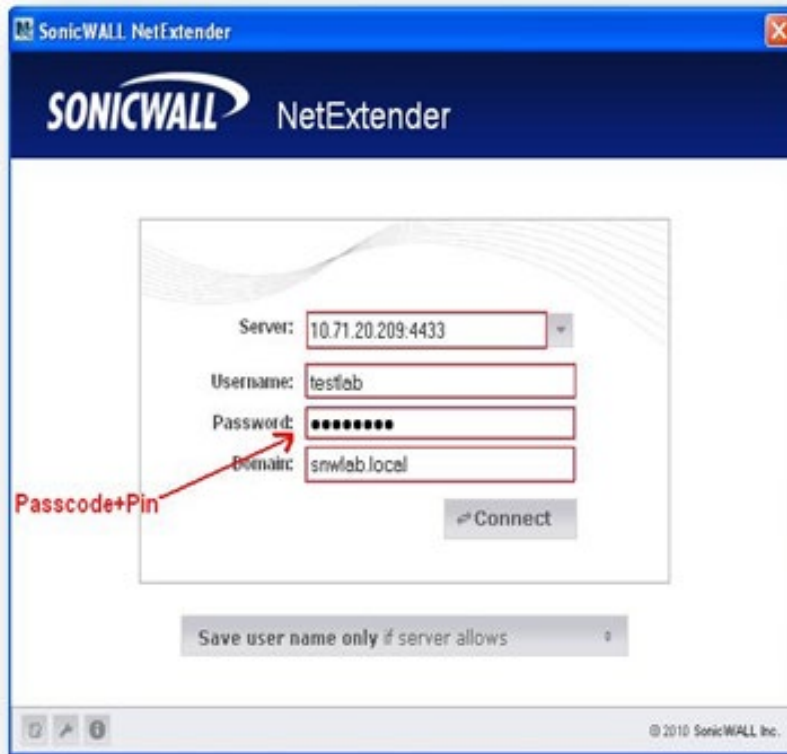 SonicWALL NetExtender
SONICWALL NetExtender
Server: 10.71.20.209:4433
Username: testlab
Password: ••••••••
Domain: snwlab.local
Passcode+Pin
Connect
Save user name only if server allows
© 2010 SonicWALL Inc.